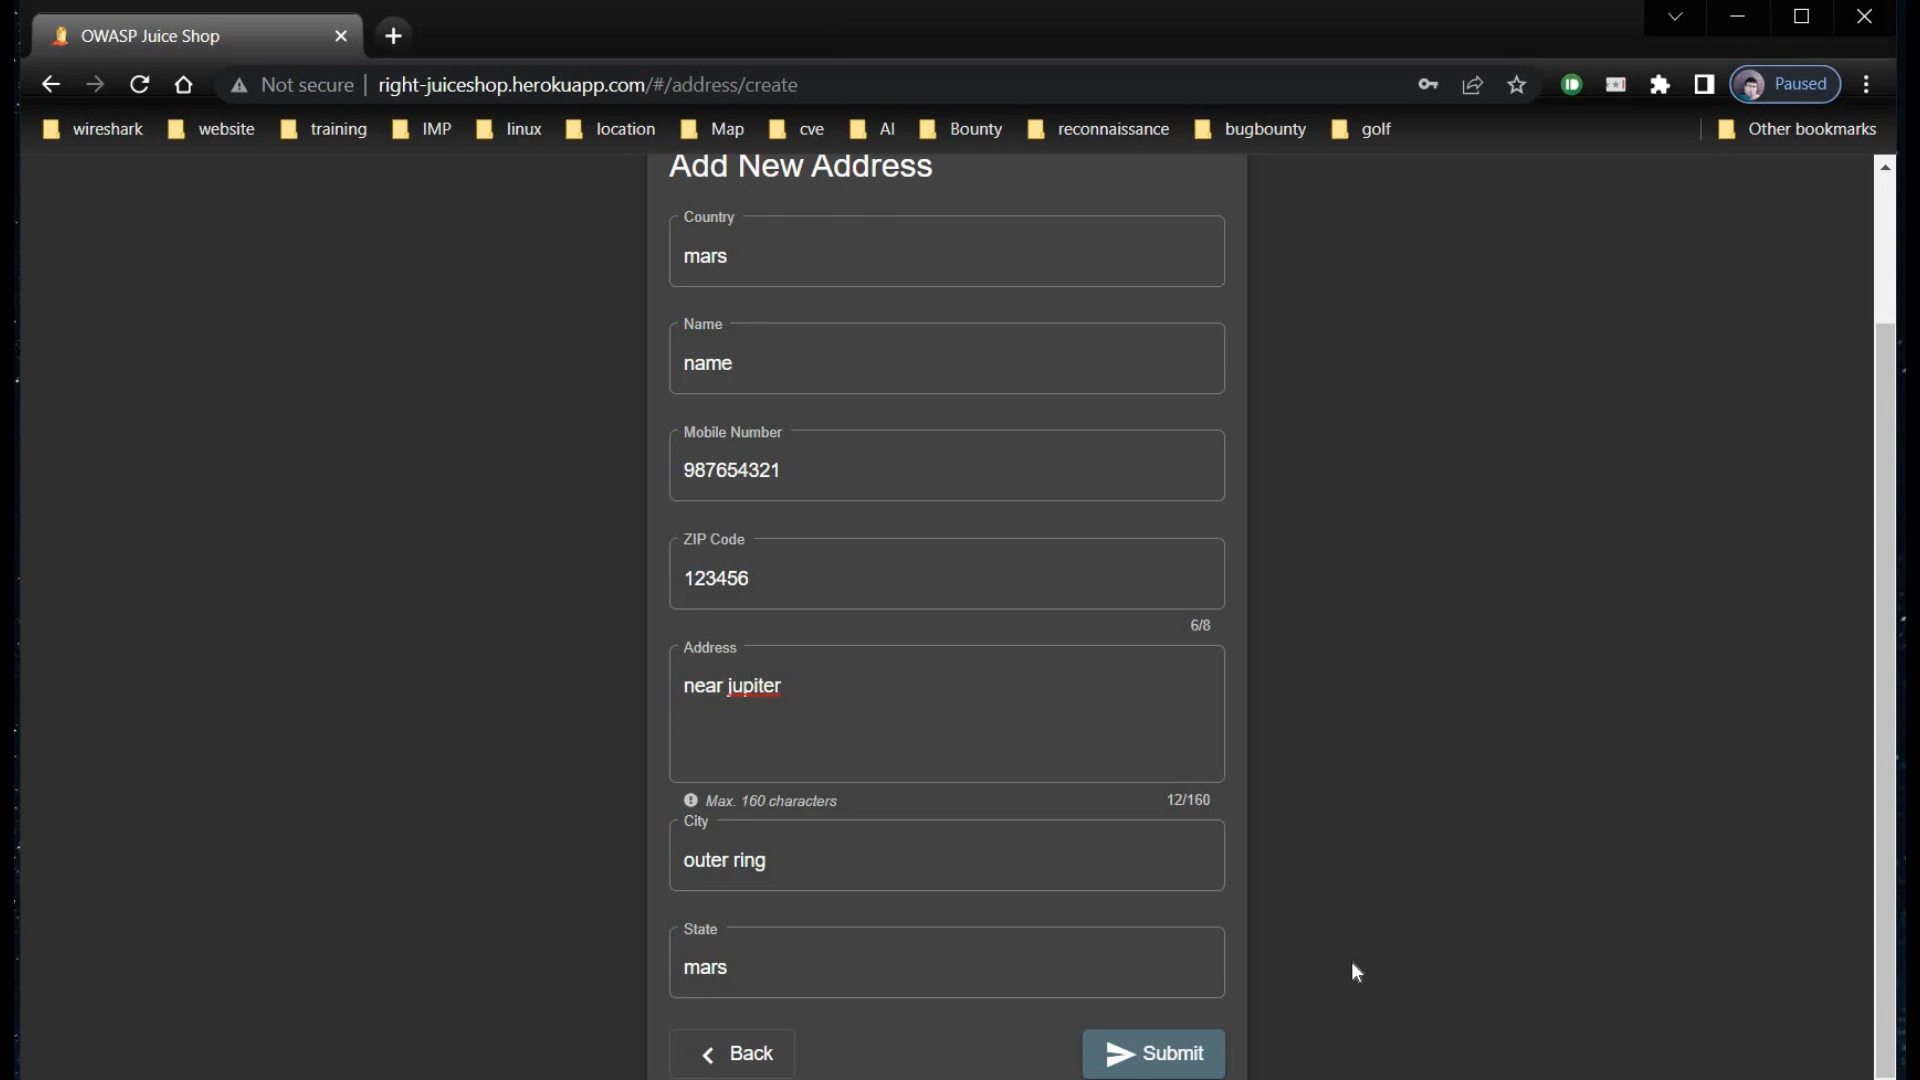 OWASP Juice Shop
Not secure | right-juiceshop.herokuapp.com/#/address/create Paused
wireshark website training IMP linux location Map cve AI Bounty reconnaissance bugbounty golf Other bookmarks
Add New Address
Country
mars
Name
name
Mobile Number
987654321
ZIP Code
123456
6/8
Address
near jupiter
Max. 160 characters 12/160
City
outer ring
State
mars
Back Submit